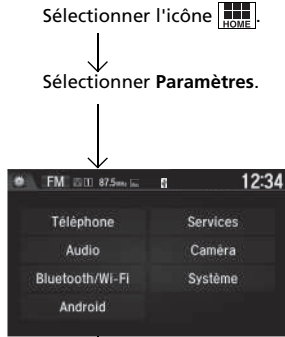 Sélectionner l'icône HOME.
Sélectionner Paramètres.
FM 87.5 12:34
Téléphone Services
Audio Caméra
Bluetooth/Wi-Fi Système
Android